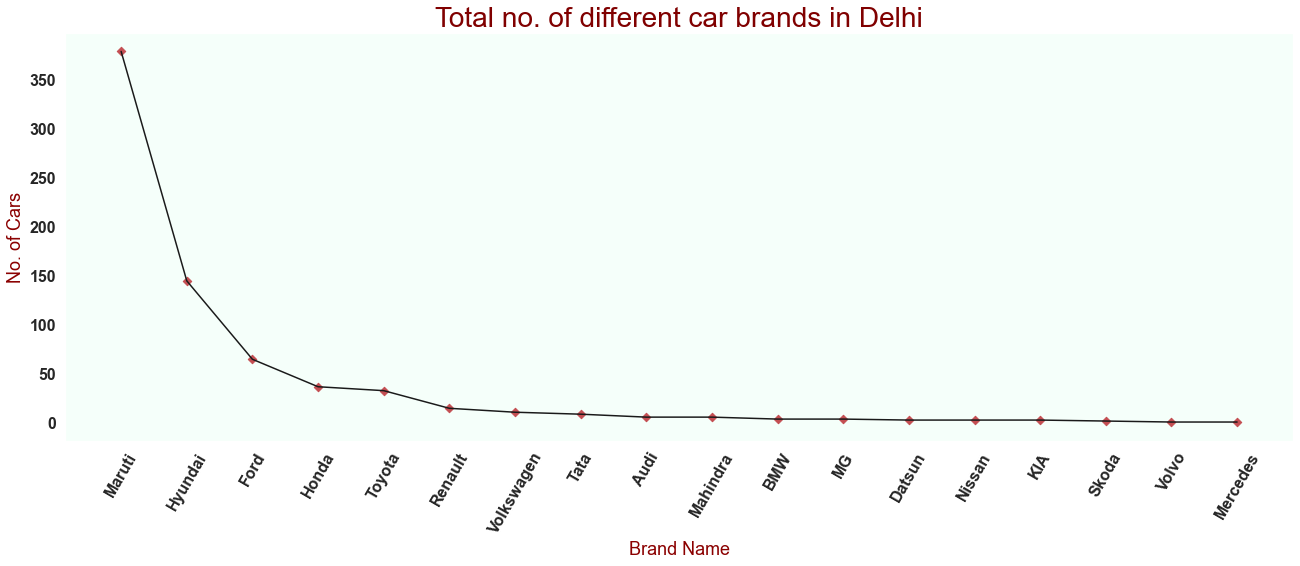 Total no. of different car brands in Delhi
No. of Cars
350
300
250
200
150
100
50
0
Maruti
Hyundai
Ford
Honda
Toyota
Renault
Volkswagen
Tata
Audi
Mahindra
BMW
MG
Datsun
Nissan
KIA
Skoda
Volvo
Mercedes
Brand Name